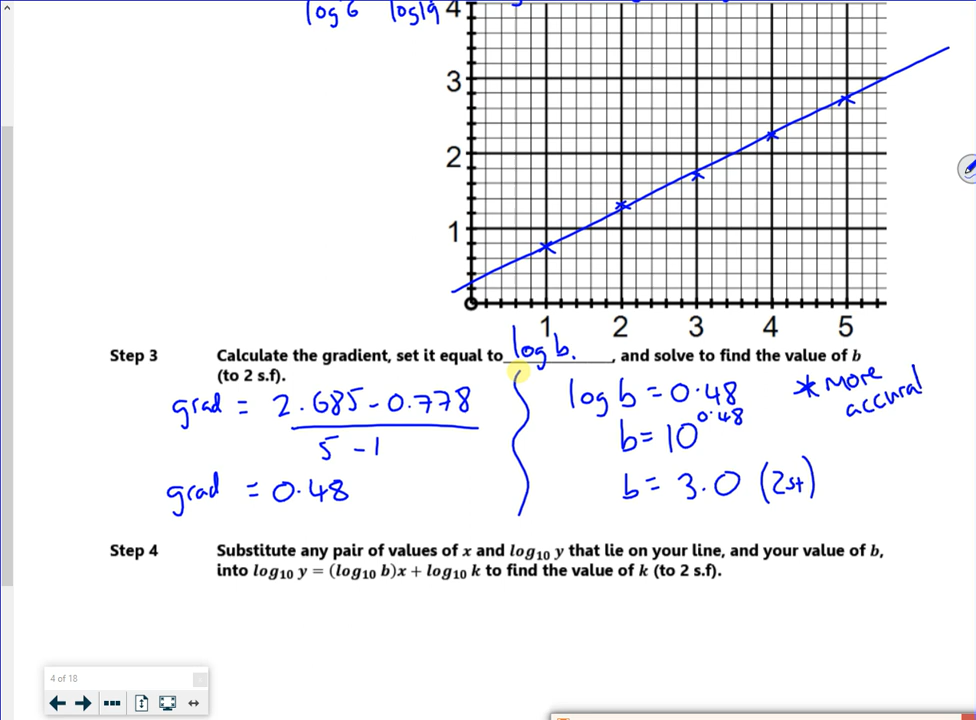 log 6 log 19 4
3
2
1
0
1 2 3 4 5
Step 3 Calculate the gradient, set it equal to log b. , and solve to find the value of b
(to 2 s.f).
grad = 2.685 - 0.778
5 - 1
grad = 0.48
log b = 0.48
b = 10^0.48
b = 3.0 (2sf)
* More
accurat
Step 4 Substitute any pair of values of x and log₁₀ y that lie on your line, and your value of b,
into log₁₀ y = (log₁₀ b)x + log₁₀ k to find the value of k (to 2 s.f).
4 of 18